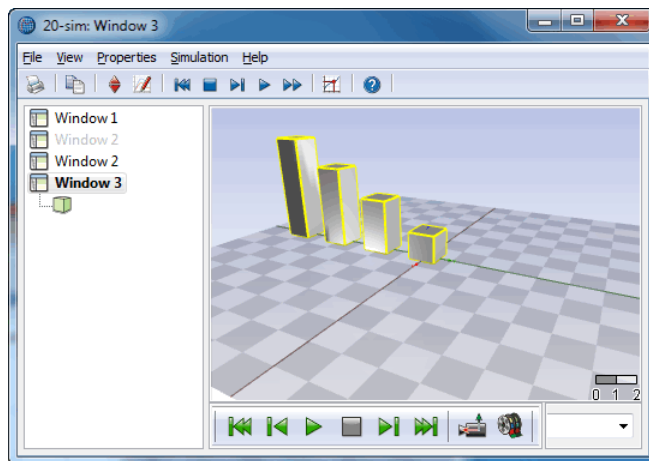 20-sim: Window 3
File View Properties Simulation Help
Window 1
Window 2
Window 2
Window 3
0 1 2